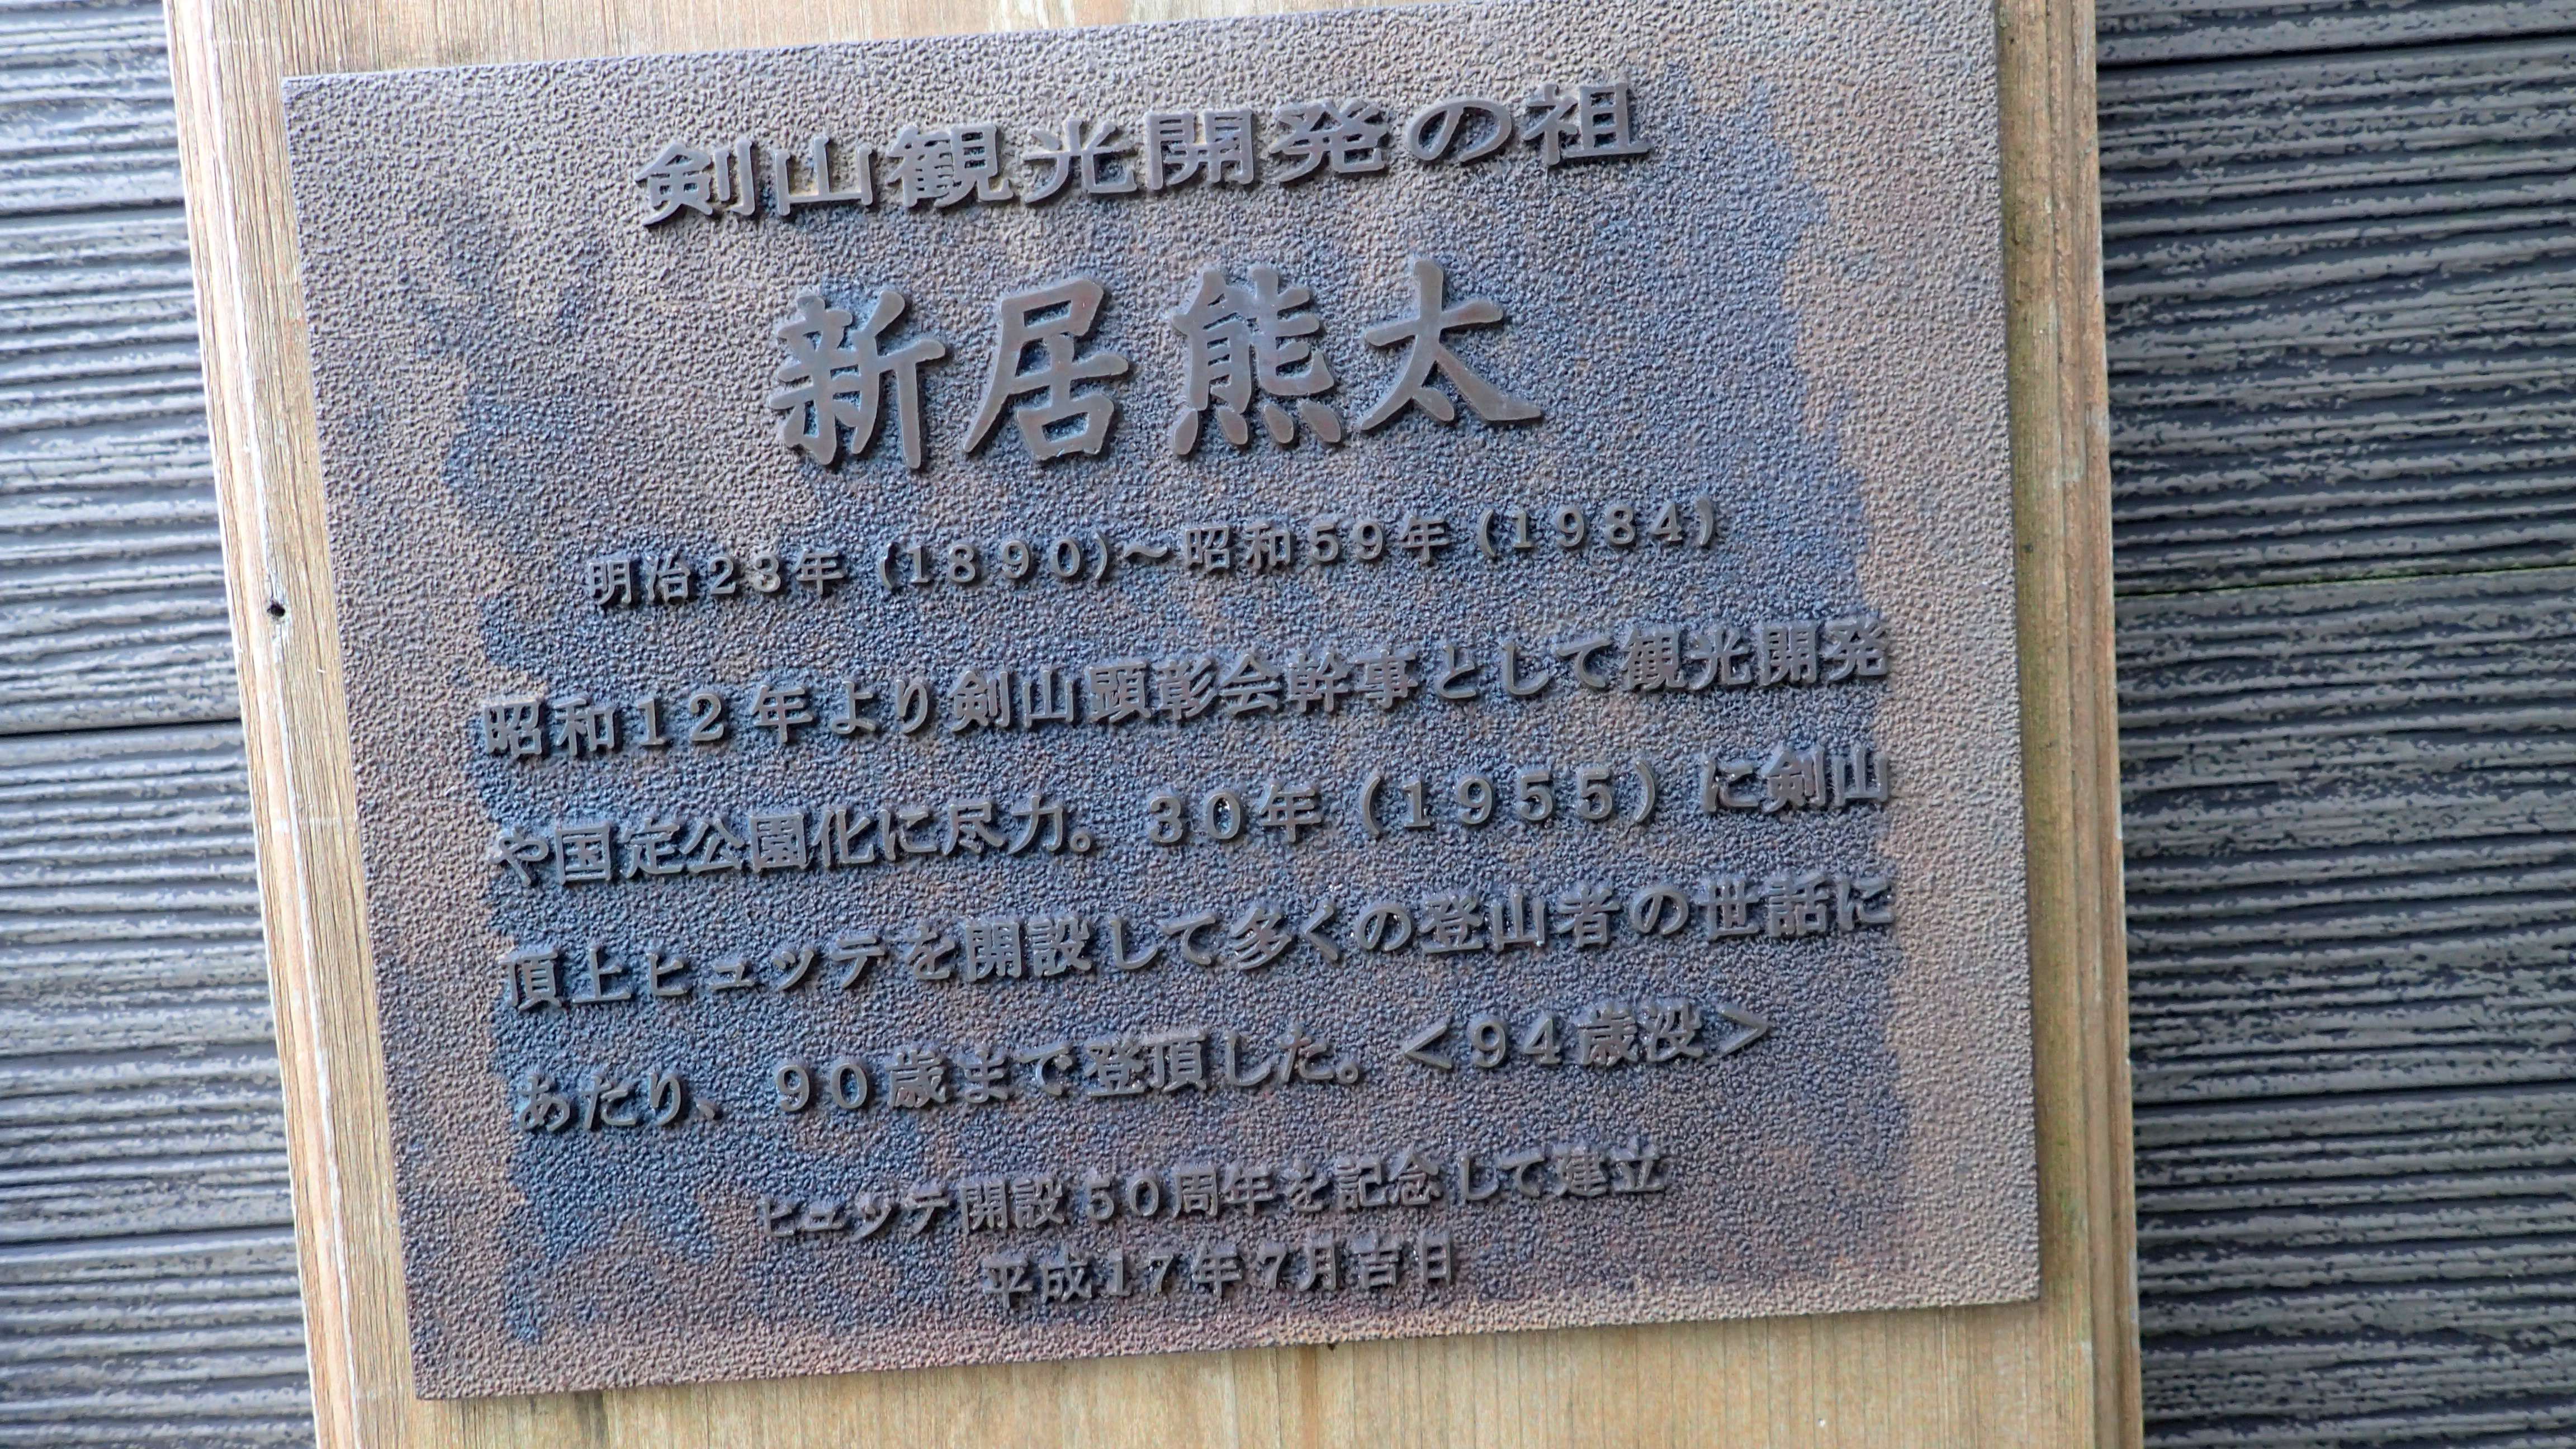 剣山観光開発の祖
新居熊太
明治23年(1890)〜昭和59年(1984)
昭和12年より剣山顕彰会幹事として観光開発
や国定公園化に尽力。30年(1955)に剣山
頂上ヒュッテを開設して多くの登山者の世話に
あたり、90歳まで登頂した。＜94歳没＞
ヒュッテ開設50周年を記念して建立
平成17年7月吉日